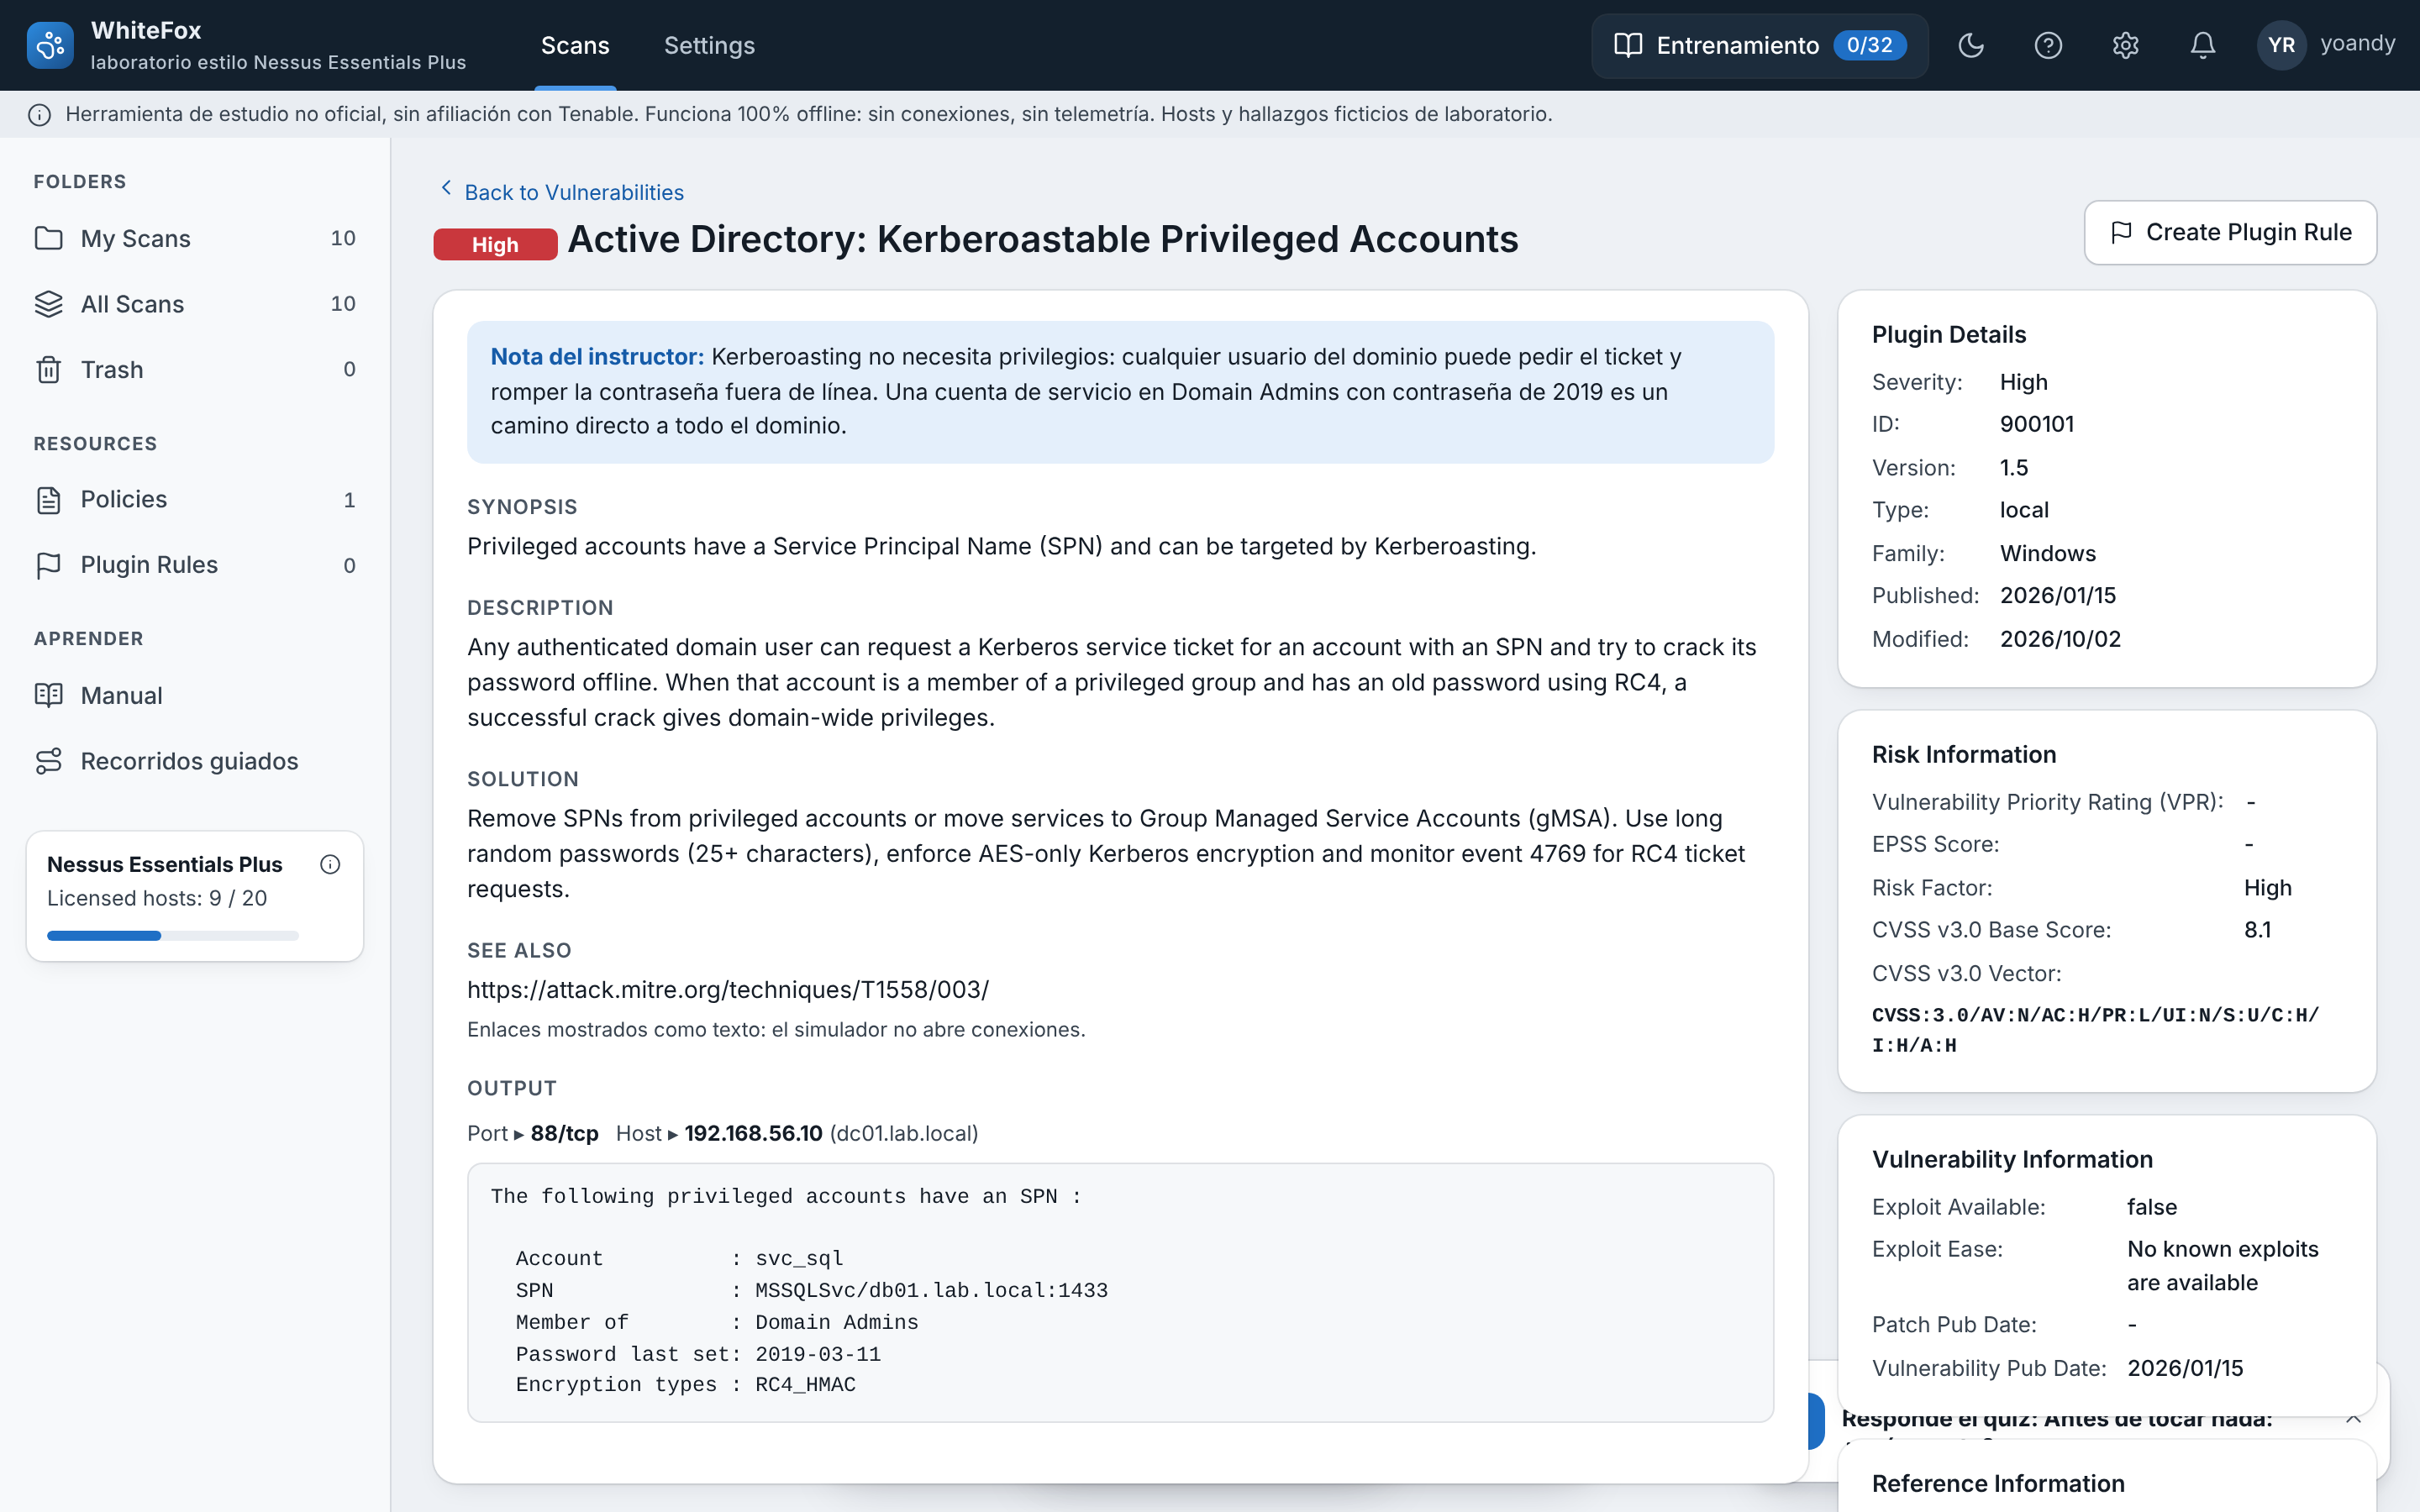 WhiteFox
laboratorio estilo Nessus Essentials Plus
Scans
Settings
Entrenamiento 0/32
YR yoandy
Herramienta de estudio no oficial, sin afiliación con Tenable. Funciona 100% offline: sin conexiones, sin telemetría. Hosts y hallazgos ficticios de laboratorio.
FOLDERS
My Scans 10
All Scans 10
Trash 0
RESOURCES
Policies 1
Plugin Rules 0
APRENDER
Manual
Recorridos guiados
Nessus Essentials Plus
Licensed hosts: 9 / 20
Back to Vulnerabilities
High Active Directory: Kerberoastable Privileged Accounts
Create Plugin Rule
Nota del instructor: Kerberoasting no necesita privilegios: cualquier usuario del dominio puede pedir el ticket y
romper la contraseña fuera de línea. Una cuenta de servicio en Domain Admins con contraseña de 2019 es un
camino directo a todo el dominio.
SYNOPSIS
Privileged accounts have a Service Principal Name (SPN) and can be targeted by Kerberoasting.
DESCRIPTION
Any authenticated domain user can request a Kerberos service ticket for an account with an SPN and try to crack its
password offline. When that account is a member of a privileged group and has an old password using RC4, a
successful crack gives domain-wide privileges.
SOLUTION
Remove SPNs from privileged accounts or move services to Group Managed Service Accounts (gMSA). Use long
random passwords (25+ characters), enforce AES-only Kerberos encryption and monitor event 4769 for RC4 ticket
requests.
SEE ALSO
https://attack.mitre.org/techniques/T1558/003/
Enlaces mostrados como texto: el simulador no abre conexiones.
OUTPUT
Port ▸ 88/tcp Host ▸ 192.168.56.10 (dc01.lab.local)
The following privileged accounts have an SPN :
Account : svc_sql
SPN : MSSQLSvc/db01.lab.local:1433
Member of : Domain Admins
Password last set: 2019-03-11
Encryption types : RC4_HMAC
Plugin Details
Severity: High
ID: 900101
Version: 1.5
Type: local
Family: Windows
Published: 2026/01/15
Modified: 2026/10/02
Risk Information
Vulnerability Priority Rating (VPR): -
EPSS Score: -
Risk Factor: High
CVSS v3.0 Base Score: 8.1
CVSS v3.0 Vector:
CVSS:3.0/AV:N/AC:H/PR:L/UI:N/S:U/C:H/
I:H/A:H
Vulnerability Information
Exploit Available: false
Exploit Ease: No known exploits
are available
Patch Pub Date: -
Vulnerability Pub Date: 2026/01/15
Responde el quiz: Antes de tocar nada:
Reference Information